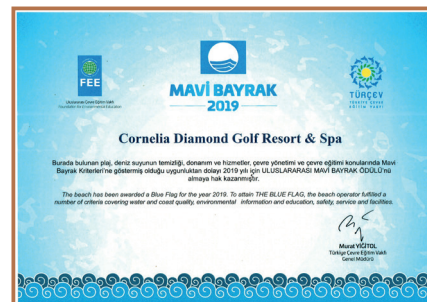 FEE
Uluslararası Çevre Eğitim Vakfı
Foundation for Environmental Education
MAVİ BAYRAK
2019
TÜRÇEV
TÜRKİYE ÇEVRE
EĞİTİM VAKFI
Cornelia Diamond Golf Resort & Spa
Burada bulunan plaj, deniz suyunun temizliği, donanım ve hizmetler, çevre yönetimi ve çevre eğitimi konularında Mavi
Bayrak Kriterleri'ne göstermiş olduğu uygunluktan dolayı 2019 yılı için ULUSLARARASI MAVİ BAYRAK ÖDÜLÜ'nü
almaya hak kazanmıştır.
The beach has been awarded a Blue Flag for the year 2019. To attain THE BLUE FLAG, the beach operator fulfilled a
number of criteria covering water and coast quality, environmental information and education, safety, service and facilities.
Murat YİĞİTOL
Türkiye Çevre Eğitim Vakfı
Genel Müdürü